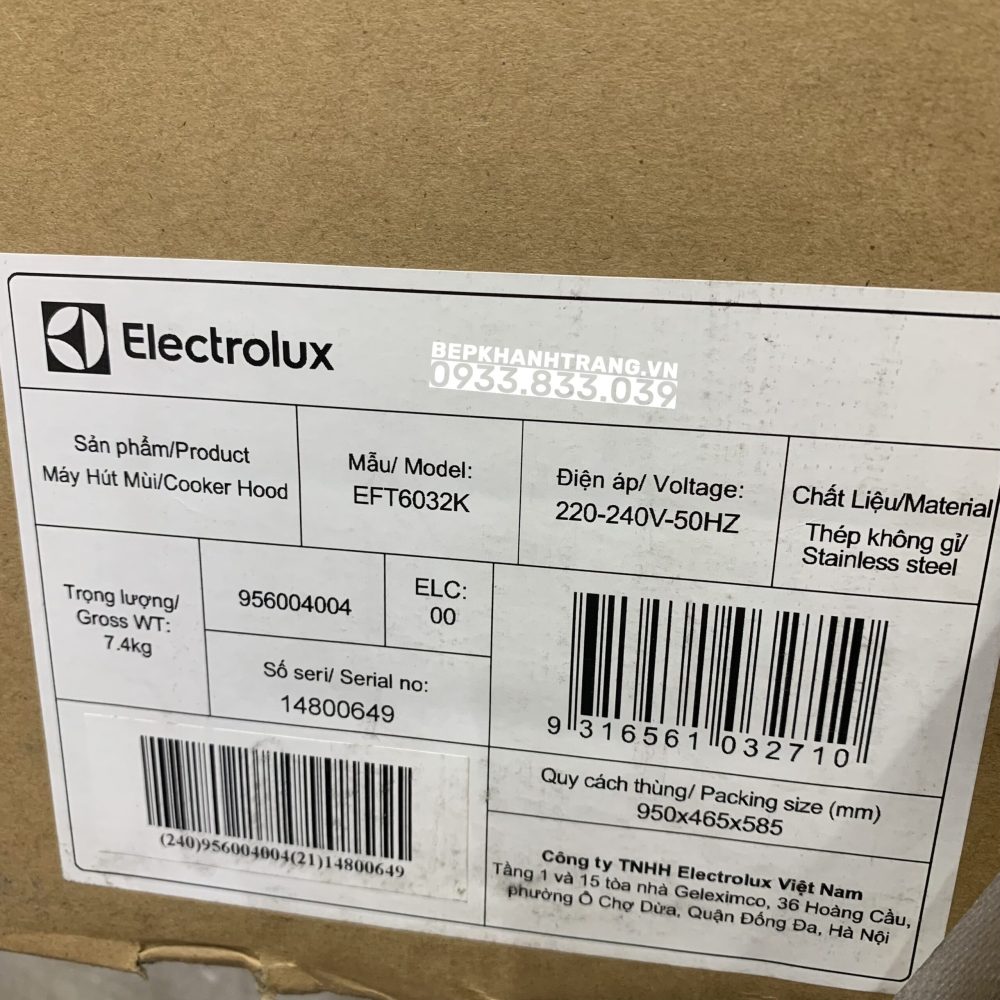 Electrolux
BEPKHANHTRANG.VN
0933.833.039
Sản phẩm/Product
Máy Hút Mùi/Cooker Hood
Mẫu/ Model:
EFT6032K
Điện áp/ Voltage:
220-240V-50HZ
Chất Liệu/Material
Thép không gỉ/
Stainless steel
Trọng lượng/
Gross WT:
7.4kg
956004004
ELC:
00
Số seri/ Serial no:
14800649
9 316561 032710
(240)956004004(21)14800649
Quy cách thùng/ Packing size (mm)
950x465x585
Công ty TNHH Electrolux Việt Nam
Tầng 1 và 15 tòa nhà Geleximco, 36 Hoàng Cầu,
phường Ô Chợ Dừa, Quận Đống Đa, Hà Nội